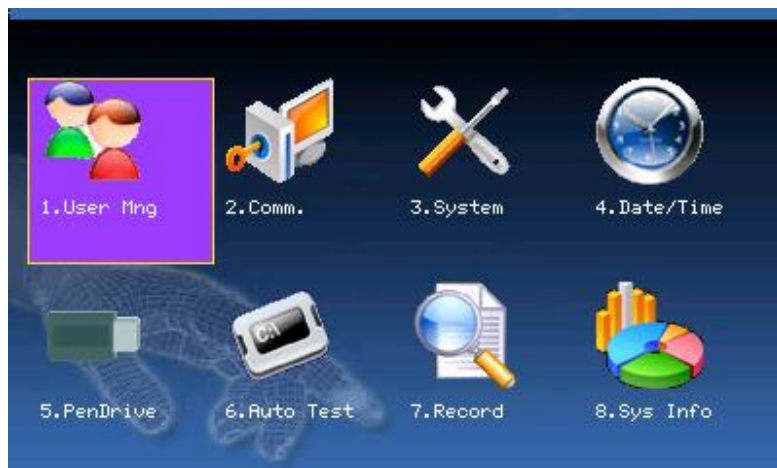 1.User Mng
2.Comm.
3.System
4.Date/Time
C:\
5.PenDrive
6.Auto Test
7.Record
8.Sys Info